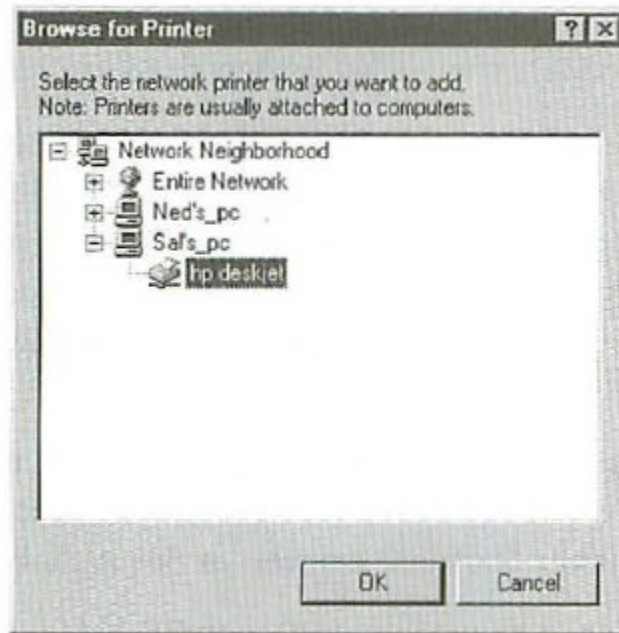 Browse for Printer
Select the network printer that you want to add.
Note: Printers are usually attached to computers.
Network Neighborhood
Entire Network
Ned's_pc
Sal's_pc
hp deskjet
OK
Cancel